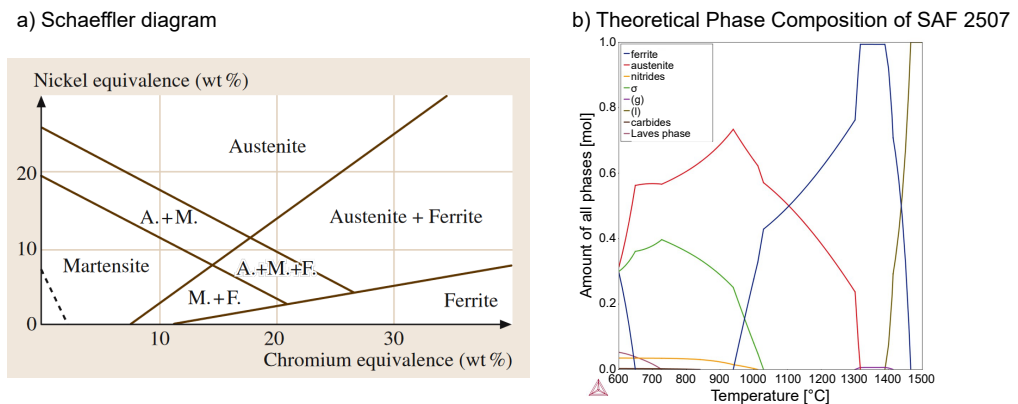 a) Schaeffler diagram
Nickel equivalence (wt %)
Austenite
20
A.+M.
Austenite + Ferrite
10
Martensite
A.+M.+F.
M.+F.
Ferrite
0
10
20
30
Chromium equivalence (wt %)
b) Theoretical Phase Composition of SAF 2507
Amount of all phases [mol]
1.0
0.8
0.6
0.4
0.2
0.0
ferrite
austenite
nitrides
σ
(g)
(l)
carbides
Laves phase
600 700 800 900 1000 1100 1200 1300 1400 1500
Temperature [°C]